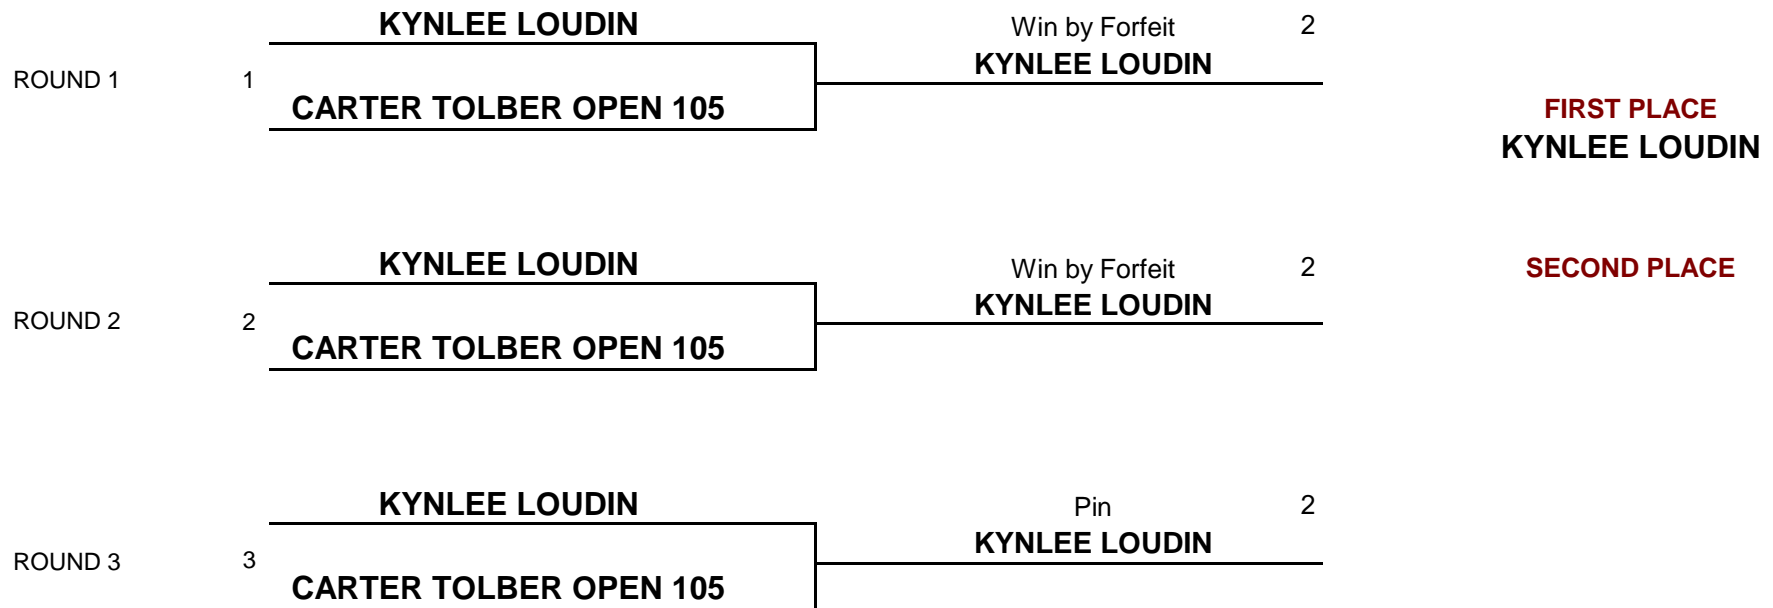 KYNLEE LOUDIN
Win by Forfeit 2
KYNLEE LOUDIN
ROUND 1 1
CARTER TOLBER OPEN 105
FIRST PLACE
KYNLEE LOUDIN
KYNLEE LOUDIN
Win by Forfeit 2
SECOND PLACE
KYNLEE LOUDIN
ROUND 2 2
CARTER TOLBER OPEN 105
KYNLEE LOUDIN
Pin 2
KYNLEE LOUDIN
ROUND 3 3
CARTER TOLBER OPEN 105